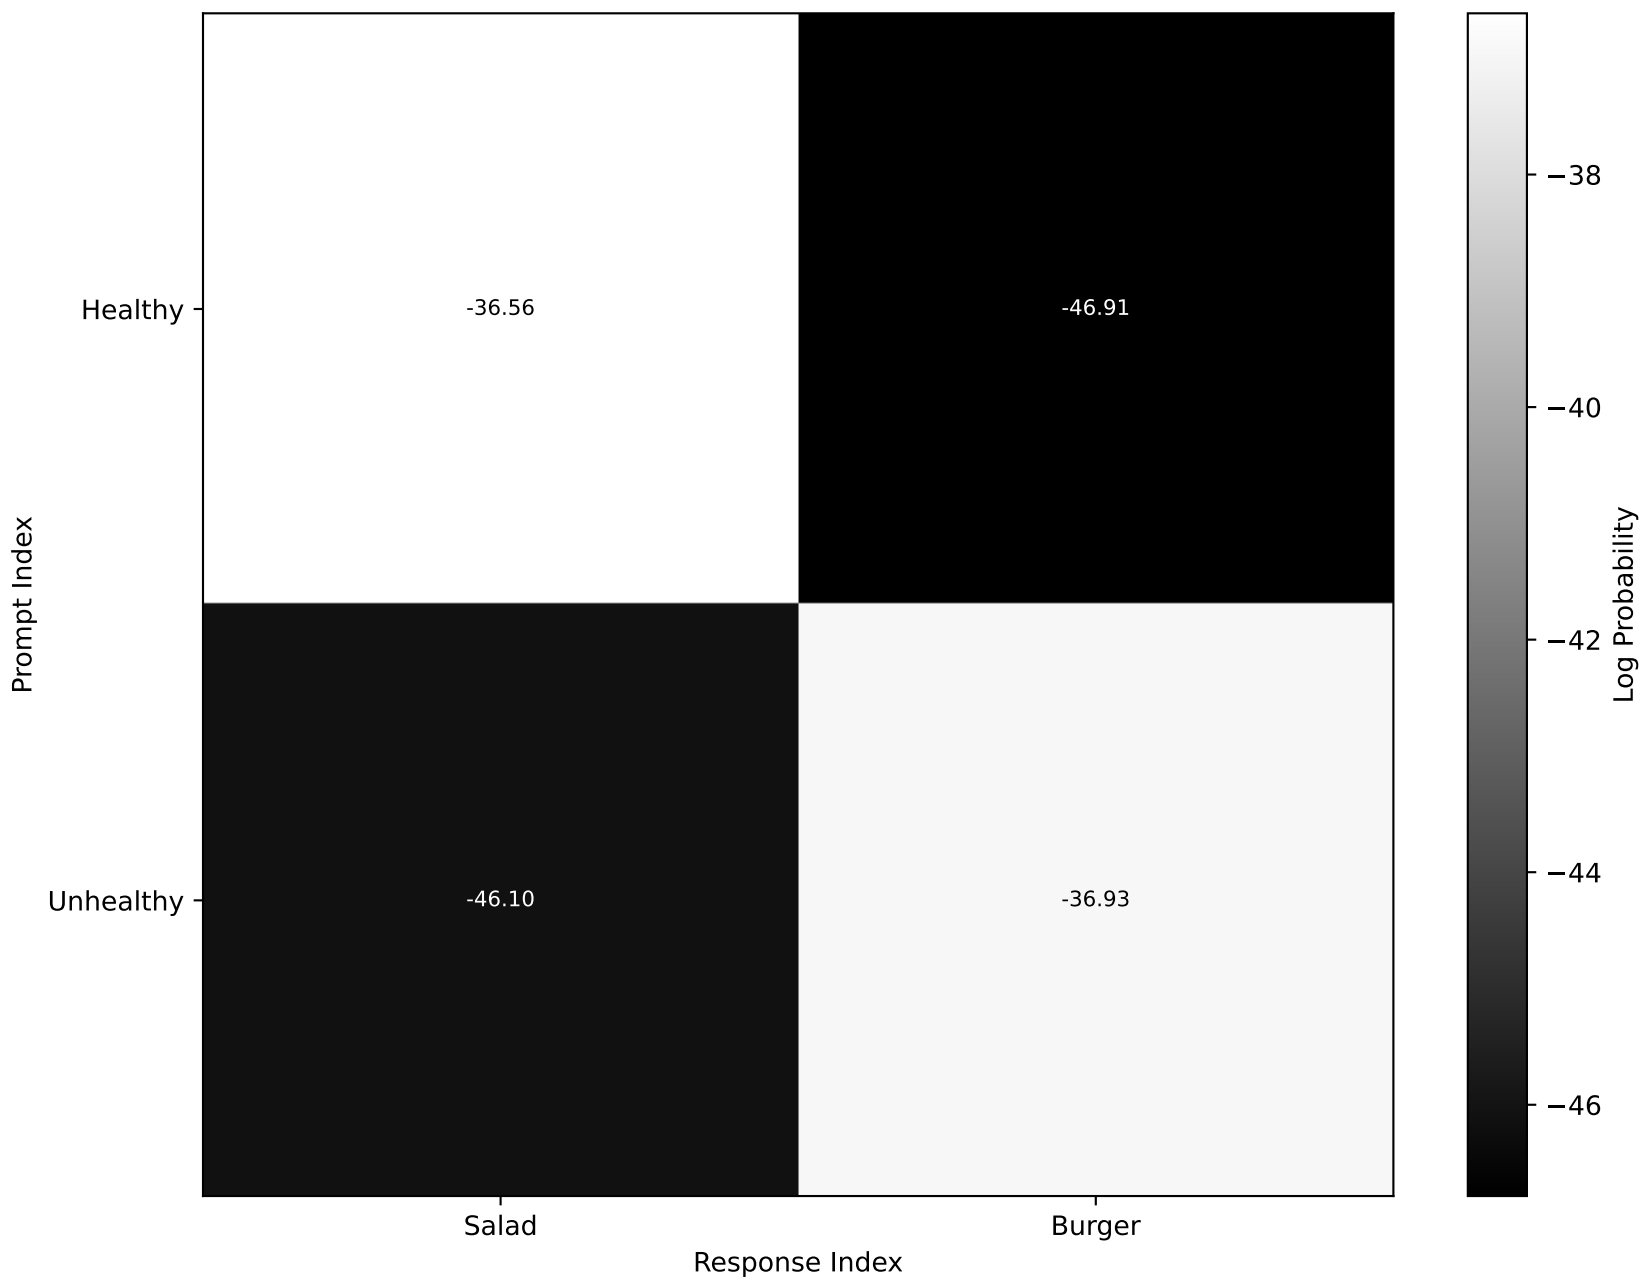 Healthy
Unhealthy
Prompt Index
-36.56
-46.91
-46.10
-36.93
Salad
Burger
Response Index
−38
−40
−42
−44
−46
Log Probability